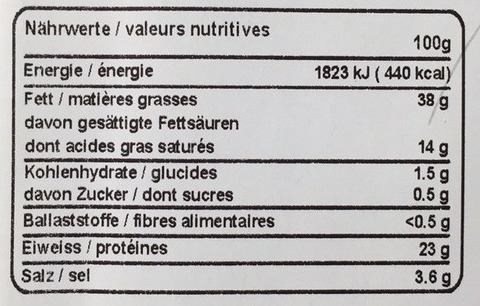 Nährwerte / valeurs nutritives
100g
Energie / énergie 1823 kJ ( 440 kcal)
Fett / matières grasses 38 g
davon gesättigte Fettsäuren
dont acides gras saturés 14 g
Kohlenhydrate / glucides 1.5 g
davon Zucker / dont sucres 0.5 g
Ballaststoffe / fibres alimentaires <0.5 g
Eiweiss / protéines 23 g
Salz / sel 3.6 g